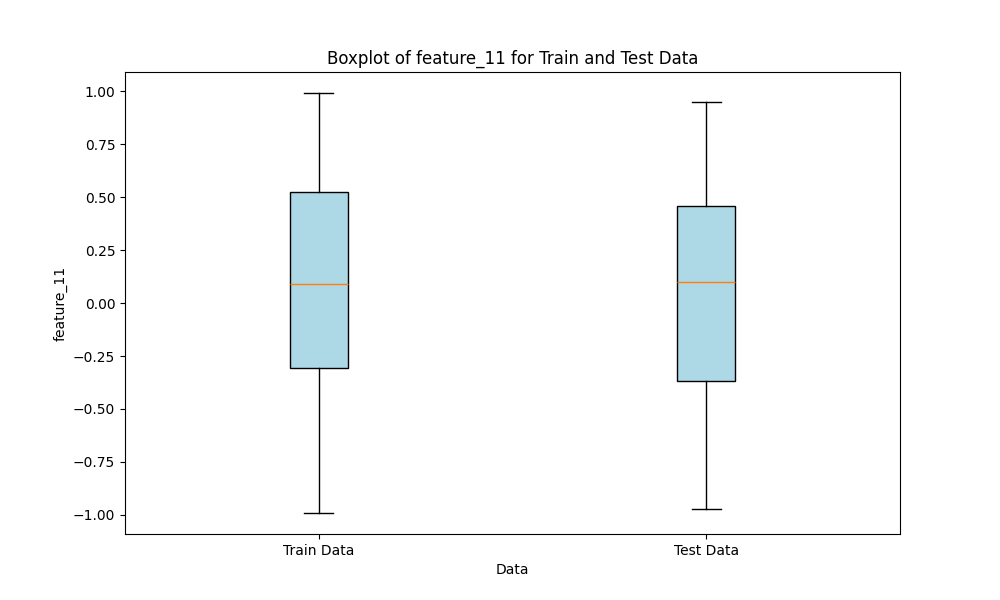 Boxplot of feature_11 for Train and Test Data
feature_11
1.00
0.75
0.50
0.25
0.00
−0.25
−0.50
−0.75
−1.00
Train Data
Test Data
Data